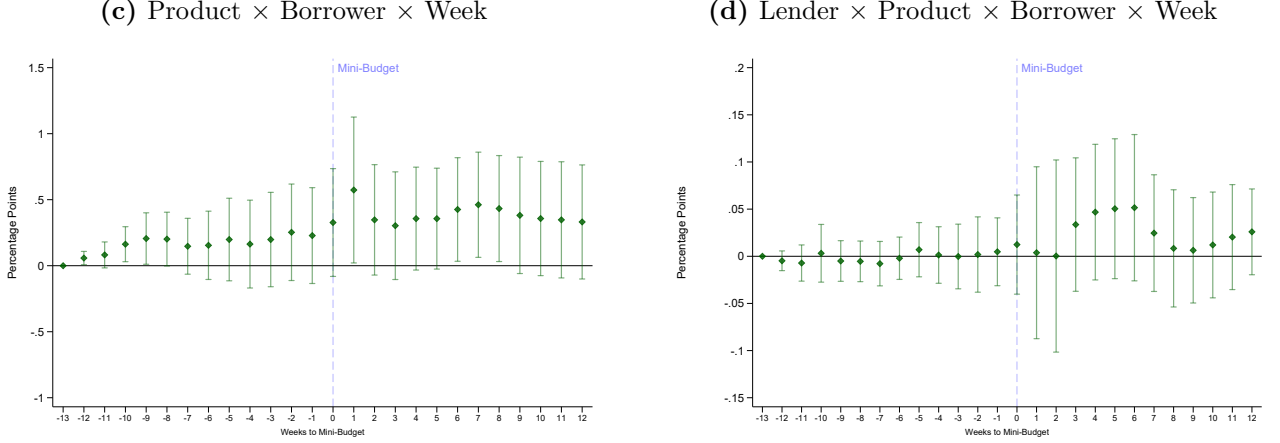 (c) Product × Borrower × Week
1.5
1
.5
0
-.5
-1
Percentage Points
Mini-Budget
-13 -12 -11 -10 -9 -8 -7 -6 -5 -4 -3 -2 -1 0 1 2 3 4 5 6 7 8 9 10 11 12
Weeks to Mini-Budget
(d) Lender × Product × Borrower × Week
.2
.15
.1
.05
0
-.05
-.1
-.15
Percentage Points
Mini-Budget
-13 -12 -11 -10 -9 -8 -7 -6 -5 -4 -3 -2 -1 0 1 2 3 4 5 6 7 8 9 10 11 12
Weeks to Mini-Budget